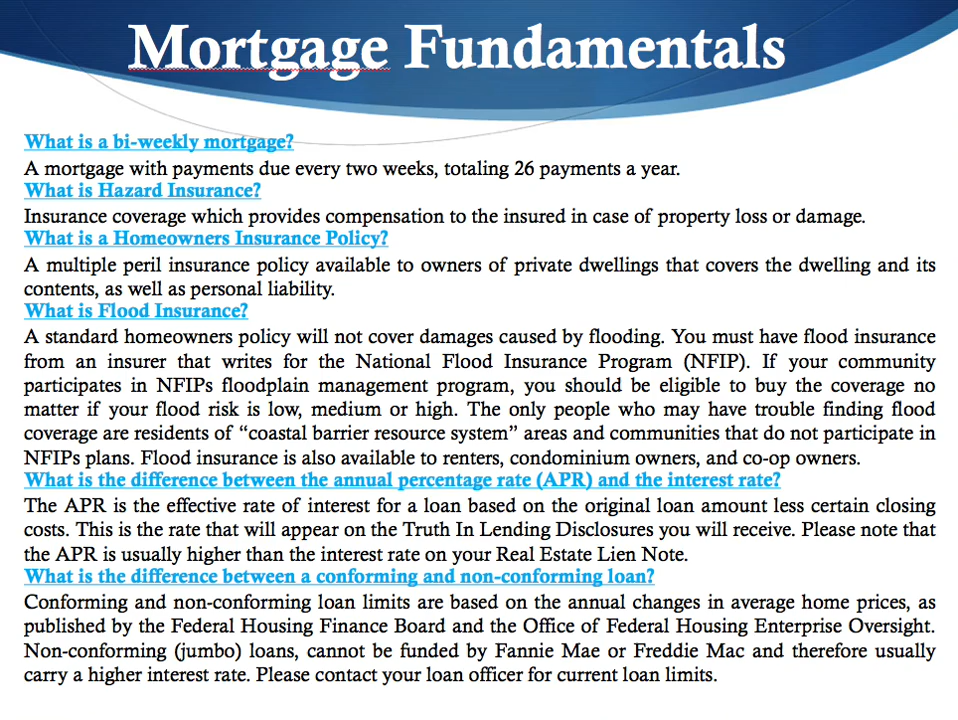 Mortgage Fundamentals
What is a bi-weekly mortgage?
A mortgage with payments due every two weeks, totaling 26 payments a year.
What is Hazard Insurance?
Insurance coverage which provides compensation to the insured in case of property loss or damage.
What is a Homeowners Insurance Policy?
A multiple peril insurance policy available to owners of private dwellings that covers the dwelling and its
contents, as well as personal liability.
What is Flood Insurance?
A standard homeowners policy will not cover damages caused by flooding. You must have flood insurance
from an insurer that writes for the National Flood Insurance Program (NFIP). If your community
participates in NFIPs floodplain management program, you should be eligible to buy the coverage no
matter if your flood risk is low, medium or high. The only people who may have trouble finding flood
coverage are residents of “coastal barrier resource system” areas and communities that do not participate in
NFIPs plans. Flood insurance is also available to renters, condominium owners, and co-op owners.
What is the difference between the annual percentage rate (APR) and the interest rate?
The APR is the effective rate of interest for a loan based on the original loan amount less certain closing
costs. This is the rate that will appear on the Truth In Lending Disclosures you will receive. Please note that
the APR is usually higher than the interest rate on your Real Estate Lien Note.
What is the difference between a conforming and non-conforming loan?
Conforming and non-conforming loan limits are based on the annual changes in average home prices, as
published by the Federal Housing Finance Board and the Office of Federal Housing Enterprise Oversight.
Non-conforming (jumbo) loans, cannot be funded by Fannie Mae or Freddie Mac and therefore usually
carry a higher interest rate. Please contact your loan officer for current loan limits.